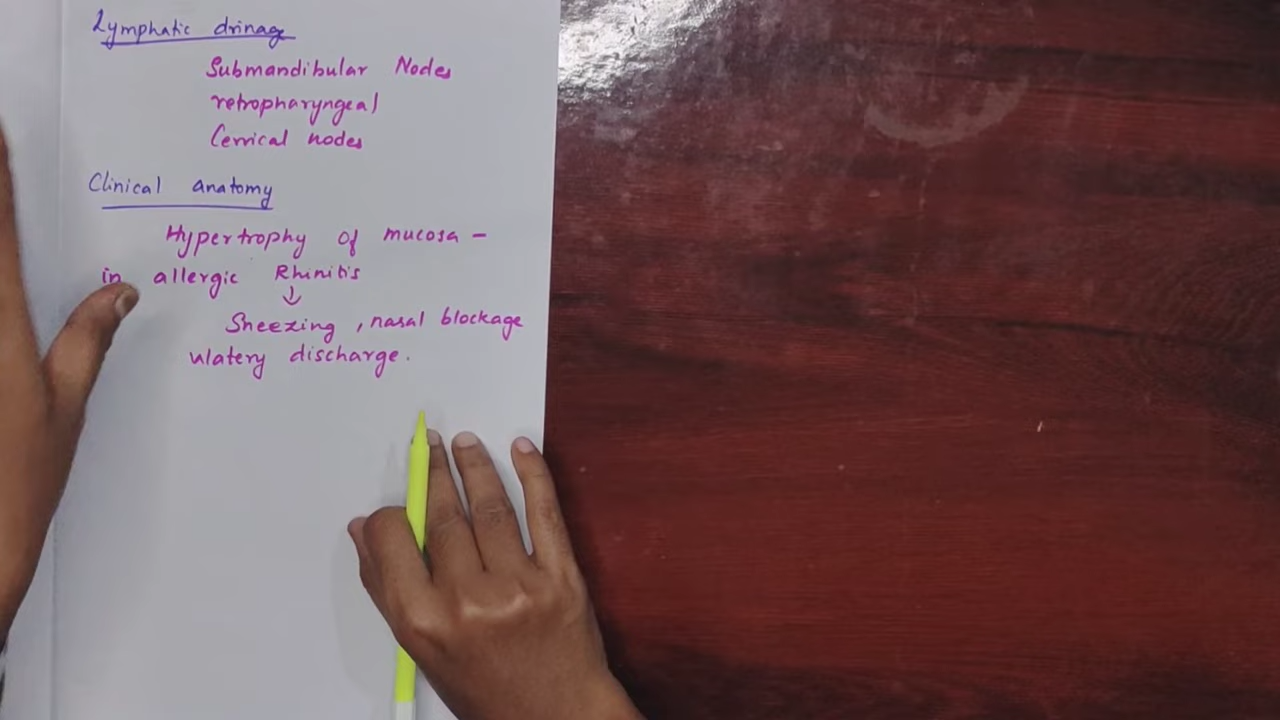 Lymphatic drinag
Submandibular Nodes
retropharyngeal
Cervical nodes
Clinical anatomy
Hypertrophy of mucosa -
in allergic Rhinitis
↓
Sneezing, nasal blockage
watery discharge.